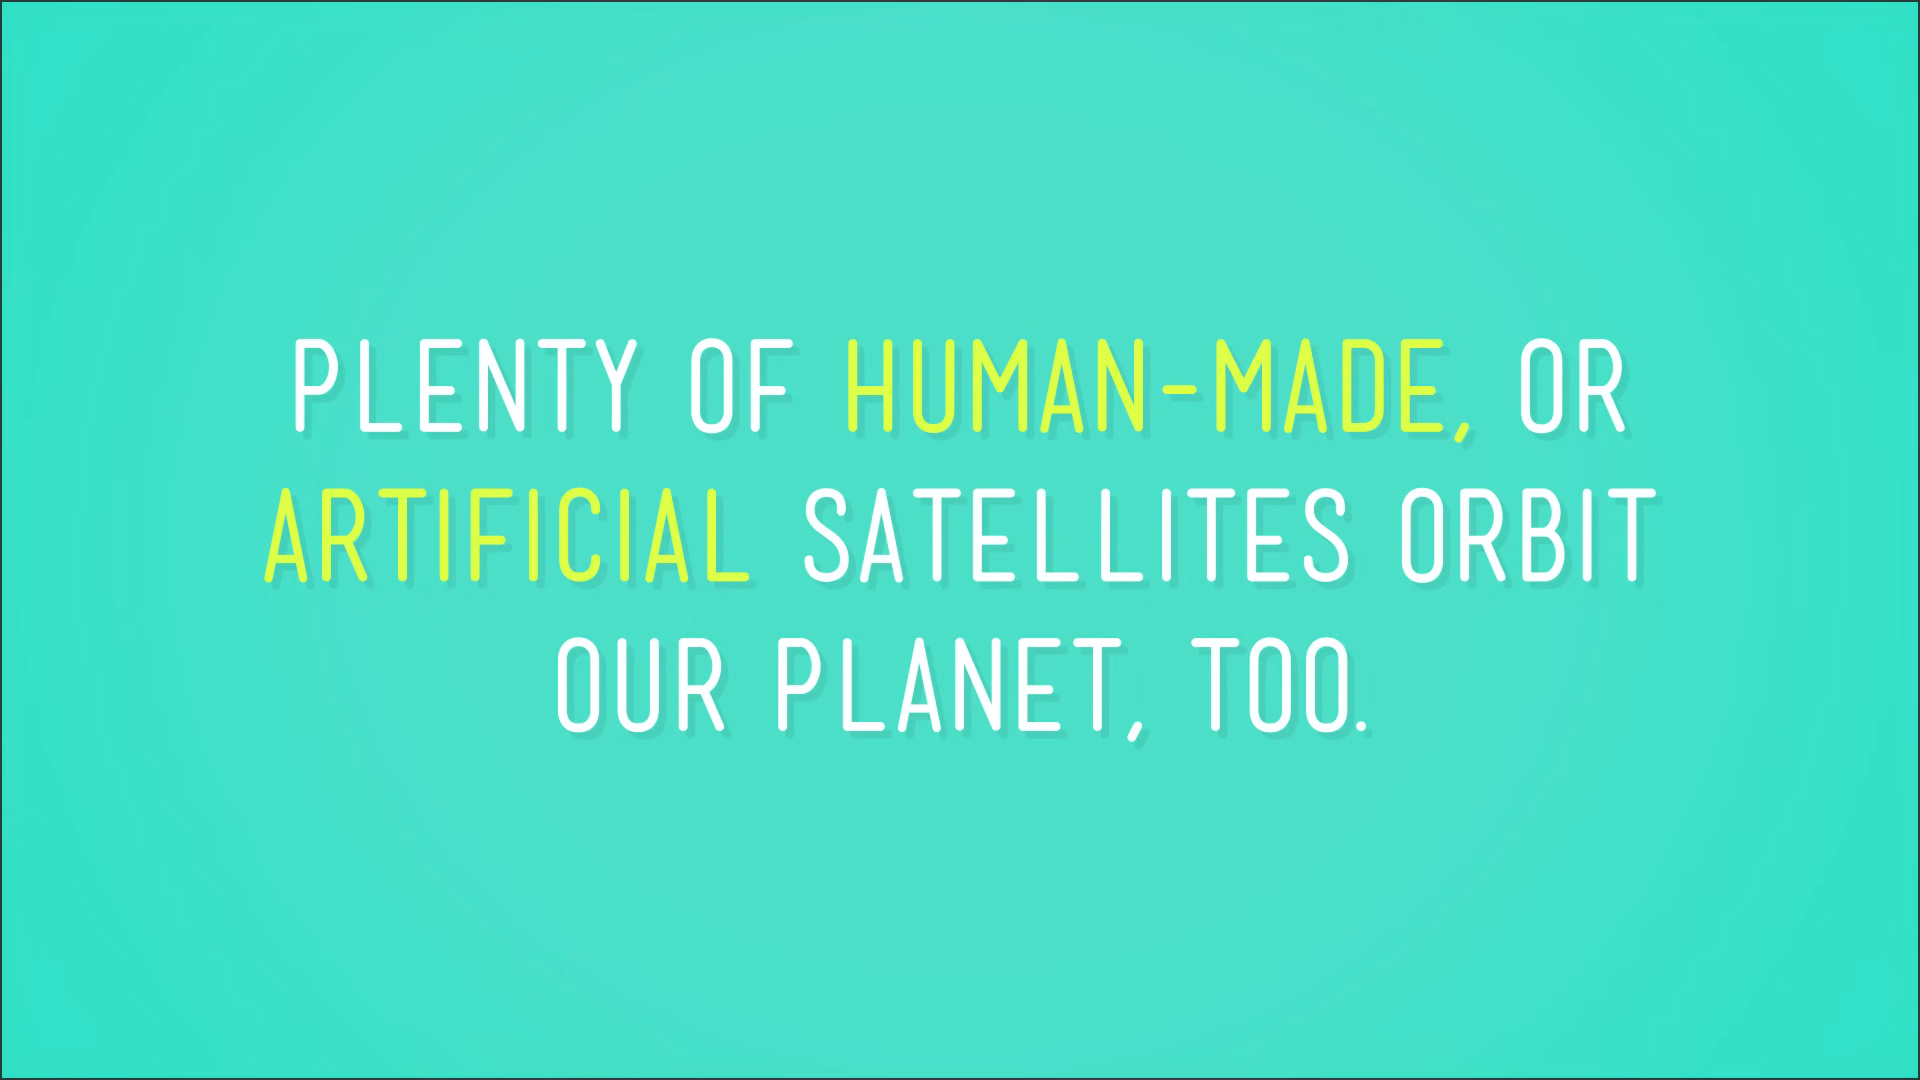 PLENTY OF HUMAN-MADE, OR
ARTIFICIAL SATELLITES ORBIT
OUR PLANET, TOO.